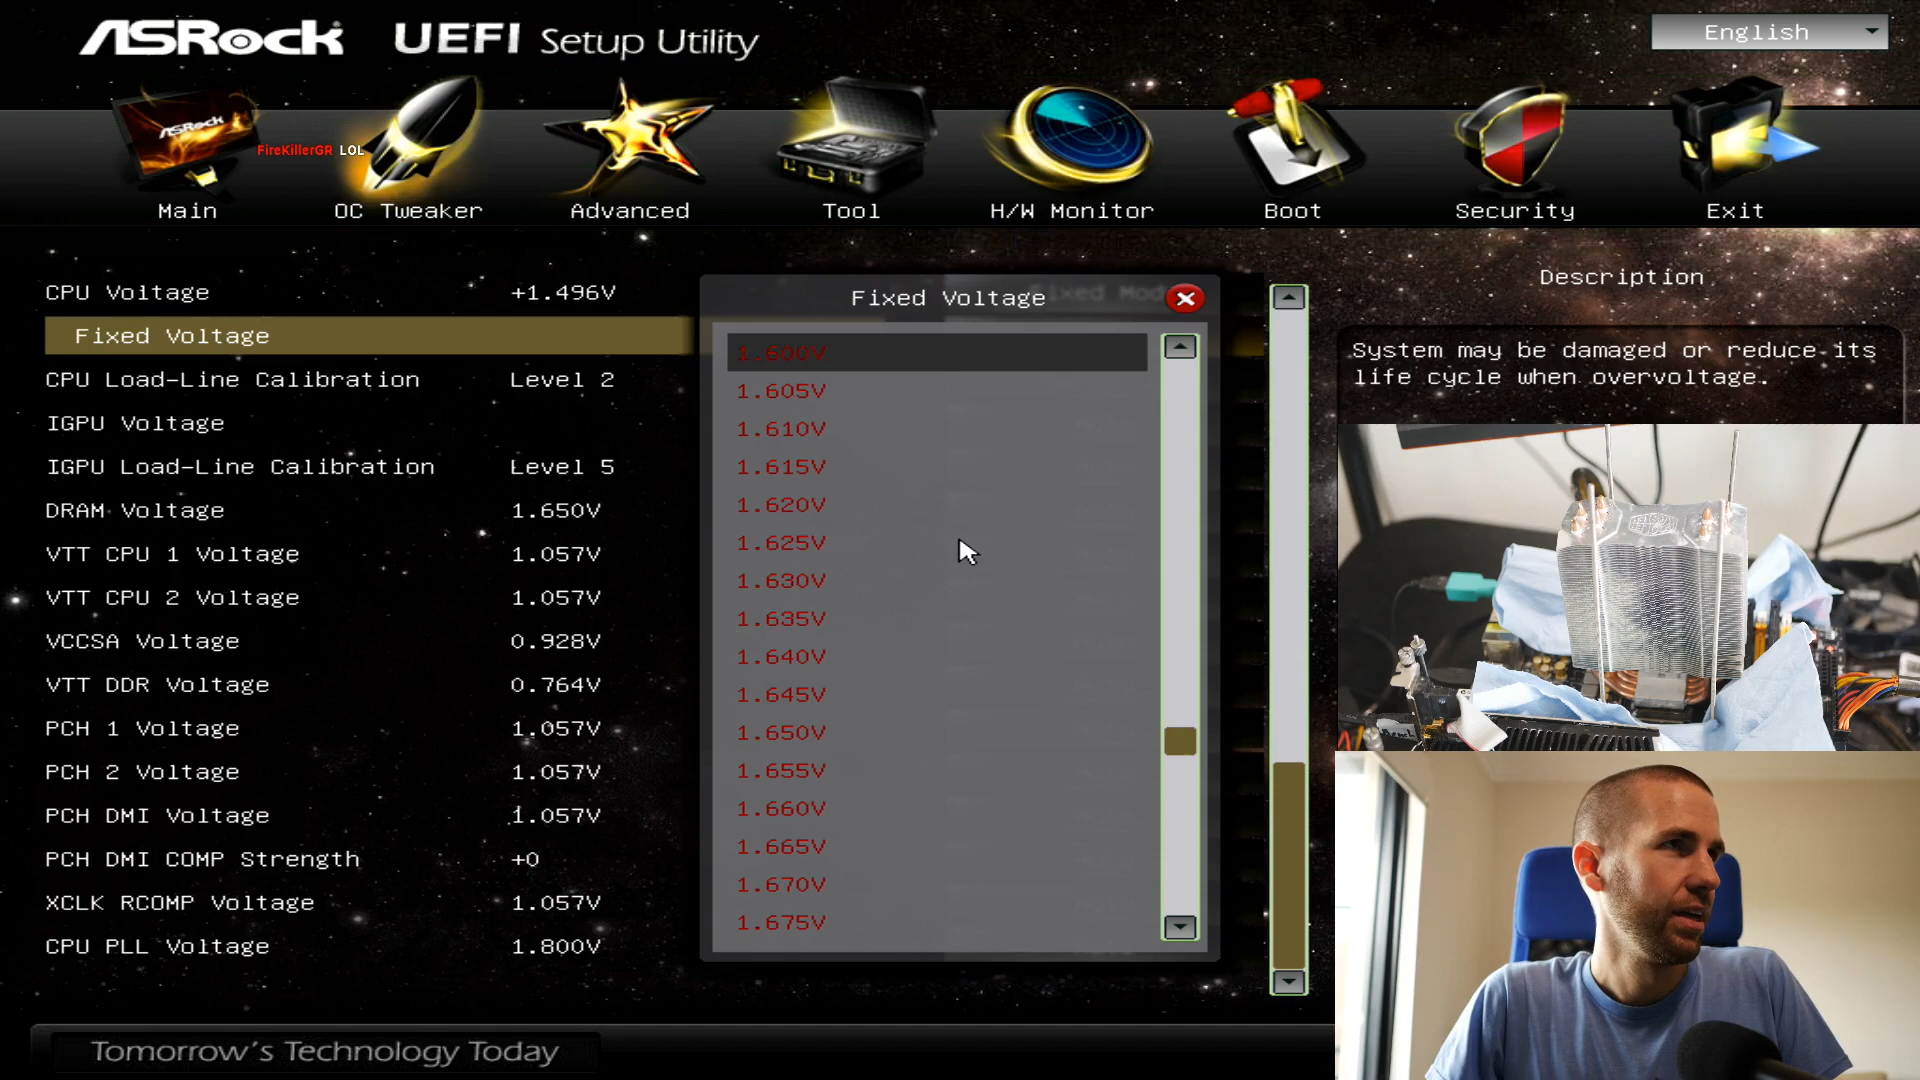 ASRock UEFI Setup Utility
English
ASRock
FireKillerGR LOL
Main OC Tweaker Advanced Tool H/W Monitor Boot Security Exit
CPU Voltage +1.496V
Fixed Voltage
CPU Load-Line Calibration Level 2
IGPU Voltage
IGPU Load-Line Calibration Level 5
DRAM Voltage 1.650V
VTT CPU 1 Voltage 1.057V
VTT CPU 2 Voltage 1.057V
VCCSA Voltage 0.928V
VTT DDR Voltage 0.764V
PCH 1 Voltage 1.057V
PCH 2 Voltage 1.057V
PCH DMI Voltage 1.057V
PCH DMI COMP Strength +0
XCLK RCOMP Voltage 1.057V
CPU PLL Voltage 1.800V
Fixed Voltage
1.600V
1.605V
1.610V
1.615V
1.620V
1.625V
1.630V
1.635V
1.640V
1.645V
1.650V
1.655V
1.660V
1.665V
1.670V
1.675V
Description
System may be damaged or reduce its
life cycle when overvoltage.
Tomorrow's Technology Today